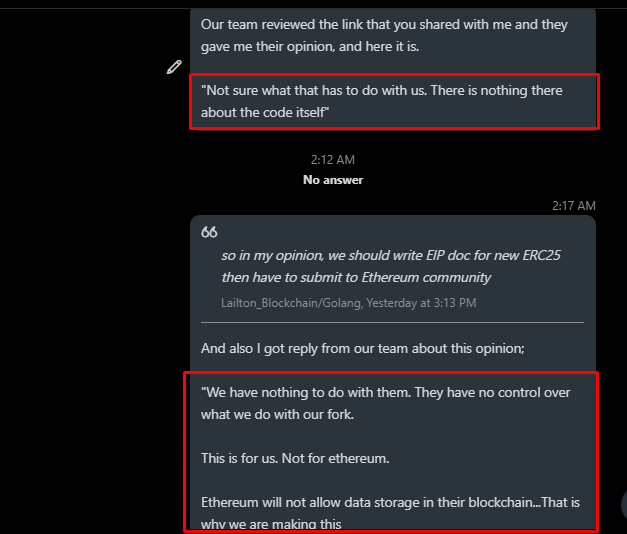 Our team reviewed the link that you shared with me and they
gave me their opinion, and here it is.
"Not sure what that has to do with us. There is nothing there
about the code itself"
2:12 AM
No answer
2:17 AM
so in my opinion, we should write EIP doc for new ERC25
then have to submit to Ethereum community
Lailton_Blockchain/Golang, Yesterday at 3:13 PM
And also I got reply from our team about this opinion;
"We have nothing to do with them. They have no control over
what we do with our fork.
This is for us. Not for ethereum.
Ethereum will not allow data storage in their blockchain...That is
why we are making this